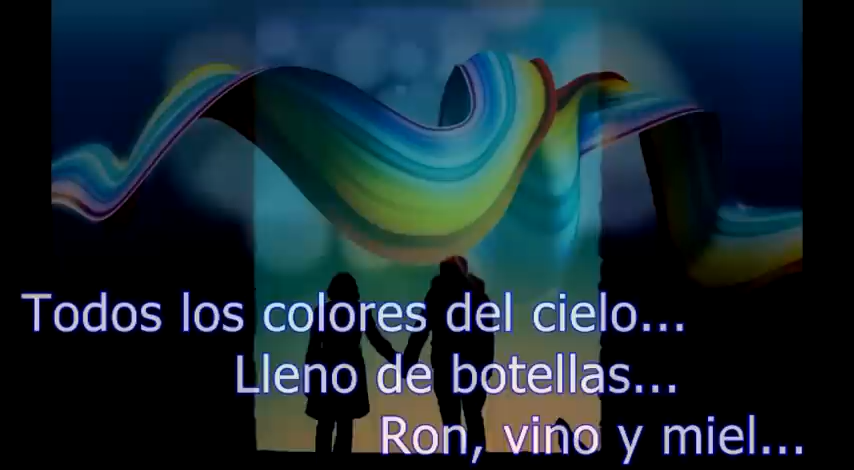 Todos los colores del cielo...
Lleno de botellas...
Ron, vino y miel...